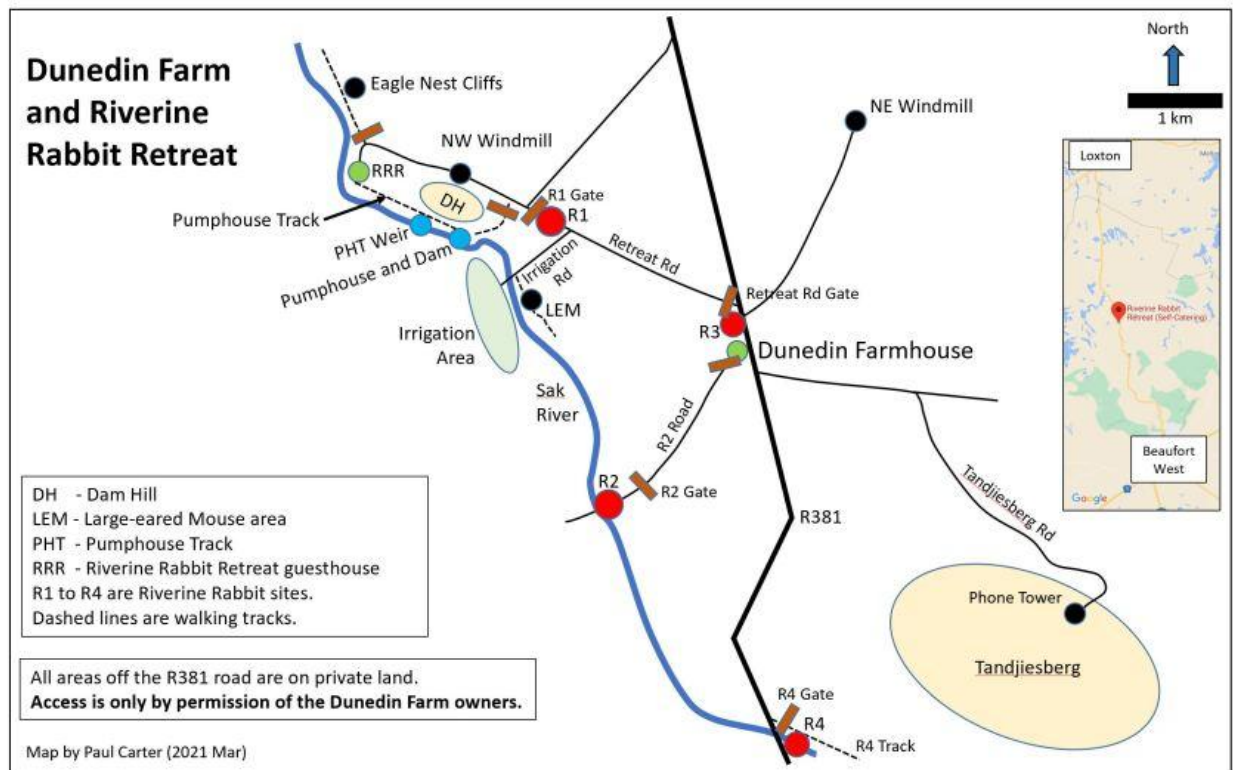 Dunedin Farm
and Riverine
Rabbit Retreat
North
1 km
Eagle Nest Cliffs
NE Windmill
NW Windmill
RRR
DH
R1 Gate
R1
Pumphouse Track
PHT Weir
Pumphouse and Dam
Irrigation
Rd
Retreat Rd
Retreat Rd Gate
LEM
R3
Irrigation
Area
Dunedin Farmhouse
Sak
River
R2 Road
R2
R2 Gate
R381
Tandjiesberg Rd
Phone Tower
Tandjiesberg
R4 Gate
R4
R4 Track
Loxton
Riverine Rabbit
Retreat (Self-Catering)
Beaufort
West
Google
DH - Dam Hill
LEM - Large-eared Mouse area
PHT - Pumphouse Track
RRR - Riverine Rabbit Retreat guesthouse
R1 to R4 are Riverine Rabbit sites.
Dashed lines are walking tracks.
All areas off the R381 road are on private land.
Access is only by permission of the Dunedin Farm owners.
Map by Paul Carter (2021 Mar)